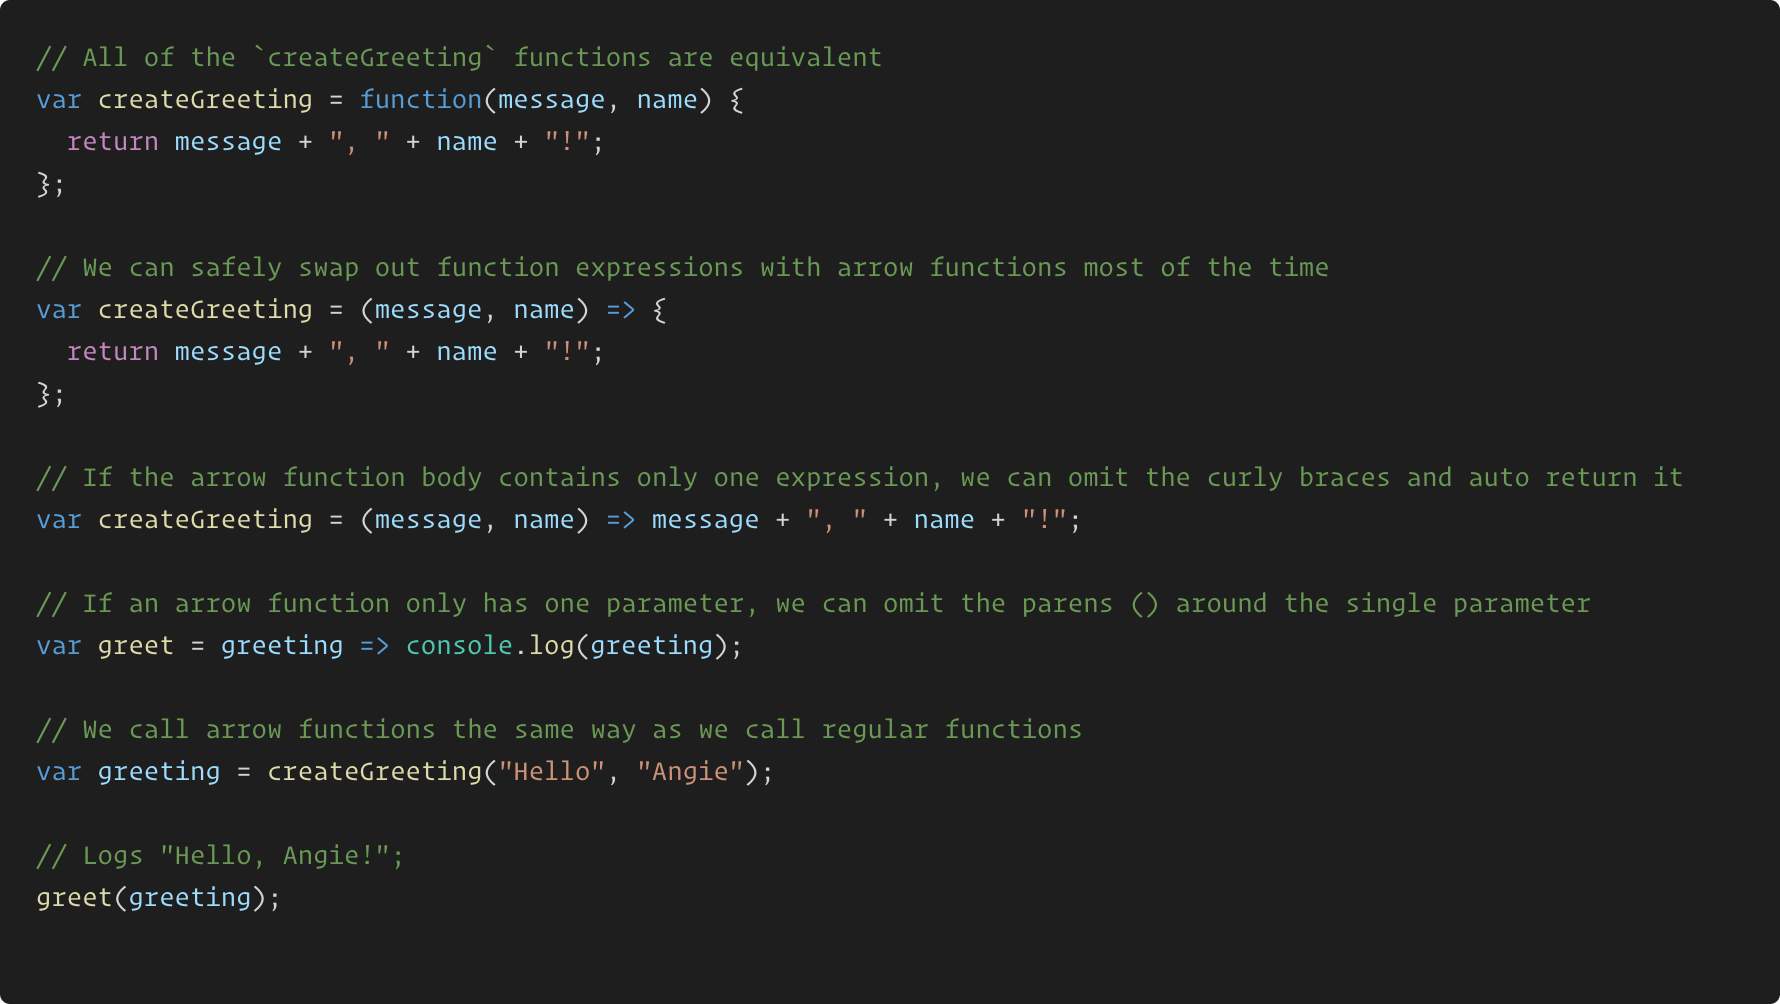 // All of the `createGreeting` functions are equivalent
var createGreeting = function(message, name) {
  return message + ", " + name + "!";
};

// We can safely swap out function expressions with arrow functions most of the time
var createGreeting = (message, name) => {
  return message + ", " + name + "!";
};

// If the arrow function body contains only one expression, we can omit the curly braces and auto return it
var createGreeting = (message, name) => message + ", " + name + "!";

// If an arrow function only has one parameter, we can omit the parens () around the single parameter
var greet = greeting => console.log(greeting);

// We call arrow functions the same way as we call regular functions
var greeting = createGreeting("Hello", "Angie");

// Logs "Hello, Angie!";
greet(greeting);